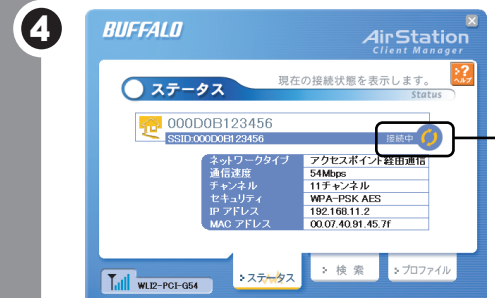 4
BUFFALO
AirStation
Client Manager
ステータス
現在の接続状態を表示します。
ヘルプ
Status
000D0B123456
SSID:000D0B123456
接続中
ネットワークタイプ アクセスポイント経由通信
通信速度 54Mbps
チャンネル 11チャンネル
セキュリティ WPA-PSK AES
IP アドレス 192.168.11.2
MAC アドレス 00.07.40.91.45.7f
WLI2-PCI-G54
ステータス
検 索
プロファイル